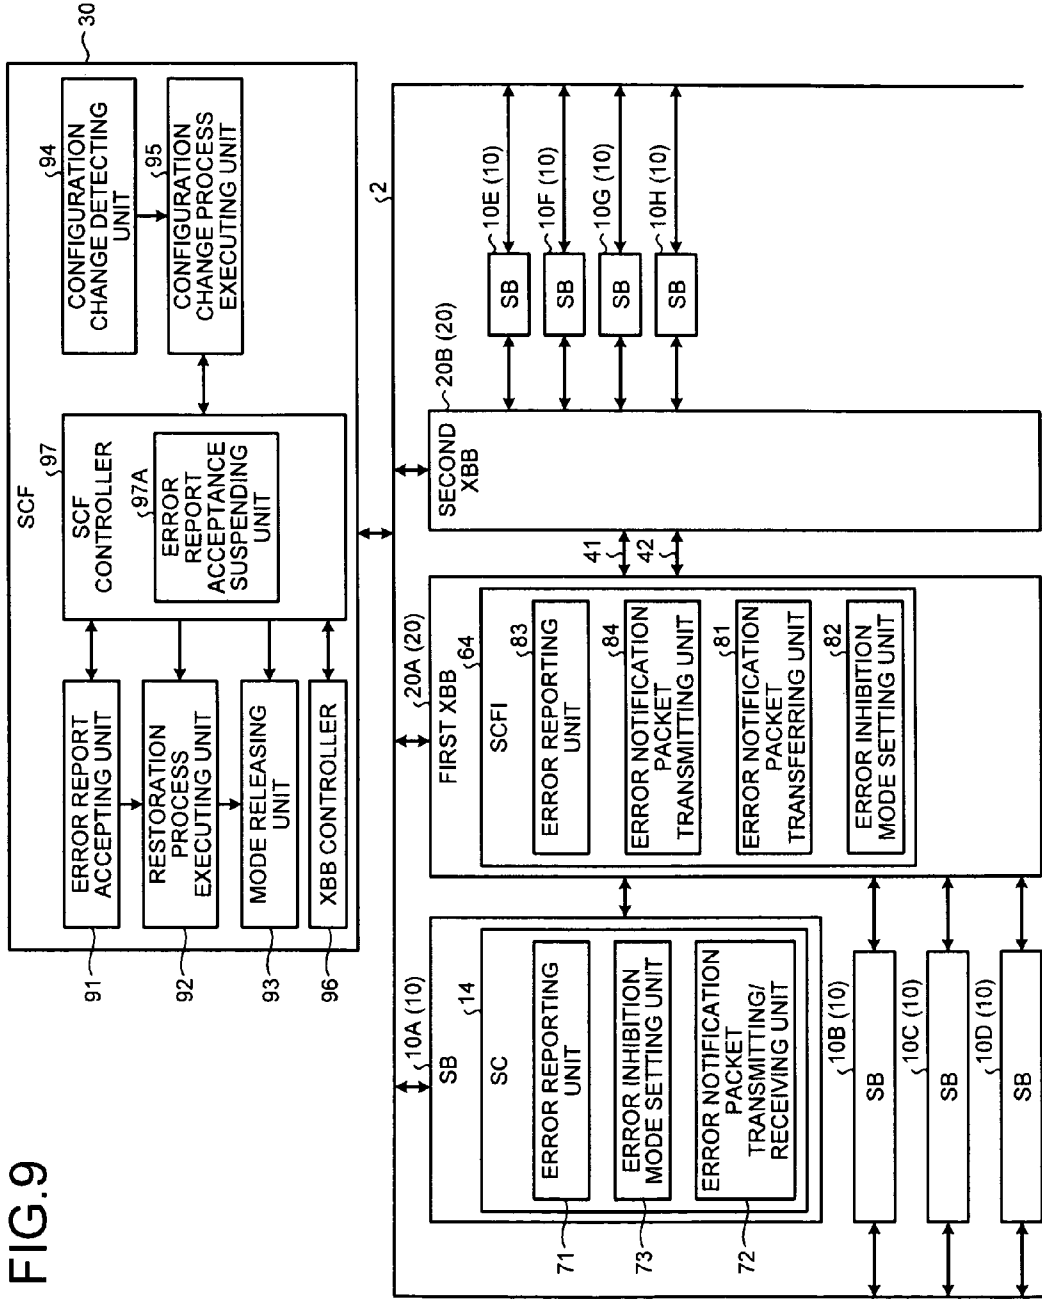 FIG.9
SCF
30
ERROR REPORT
ACCEPTING UNIT
91
RESTORATION
PROCESS
EXECUTING UNIT
92
MODE RELEASING
UNIT
93
XBB CONTROLLER
96
SCF
CONTROLLER
97
ERROR
REPORT
ACCEPTANCE
SUSPENDING
UNIT
97A
CONFIGURATION
CHANGE DETECTING
UNIT
94
CONFIGURATION
CHANGE PROCESS
EXECUTING UNIT
95
2
SB
10A (10)
SC
14
ERROR REPORTING
UNIT
71
ERROR INHIBITION
MODE SETTING UNIT
73
ERROR NOTIFICATION
PACKET
TRANSMITTING/
RECEIVING UNIT
72
10B (10)
SB
10C (10)
SB
10D (10)
SB
FIRST XBB
20A (20)
SCFI
64
ERROR REPORTING
UNIT
83
ERROR NOTIFICATION
PACKET
TRANSMITTING UNIT
84
ERROR NOTIFICATION
PACKET
TRANSFERRING UNIT
81
ERROR INHIBITION
MODE SETTING UNIT
82
41
42
SECOND
XBB
20B (20)
10E (10)
SB
10F (10)
SB
10G (10)
SB
10H (10)
SB